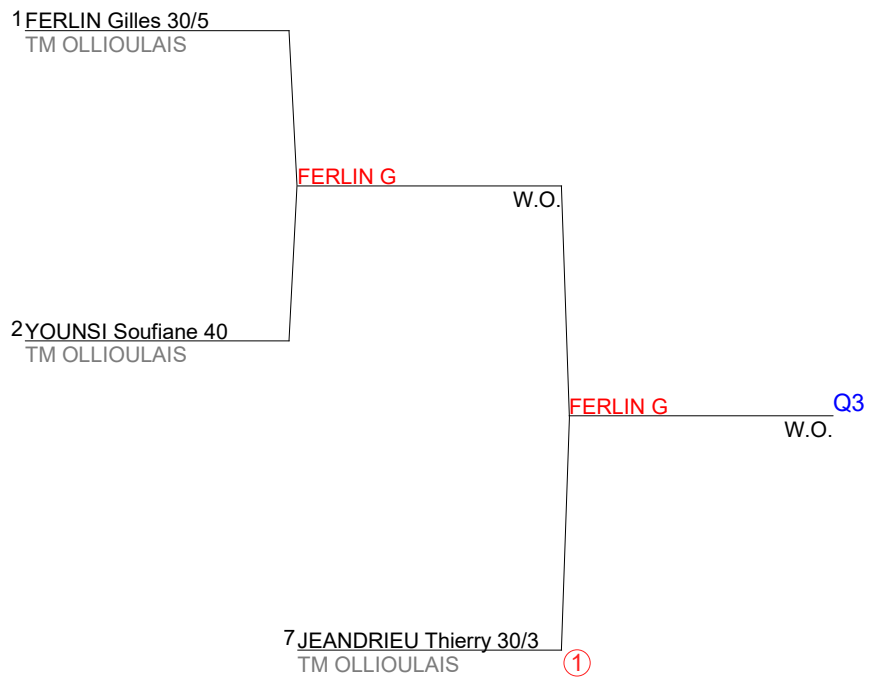 1 FERLIN Gilles 30/5
TM OLLIOULAIS
FERLIN G
W.O.
2 YOUNSI Soufiane 40
TM OLLIOULAIS
FERLIN G
Q3
W.O.
7 JEANDRIEU Thierry 30/3
TM OLLIOULAIS
1